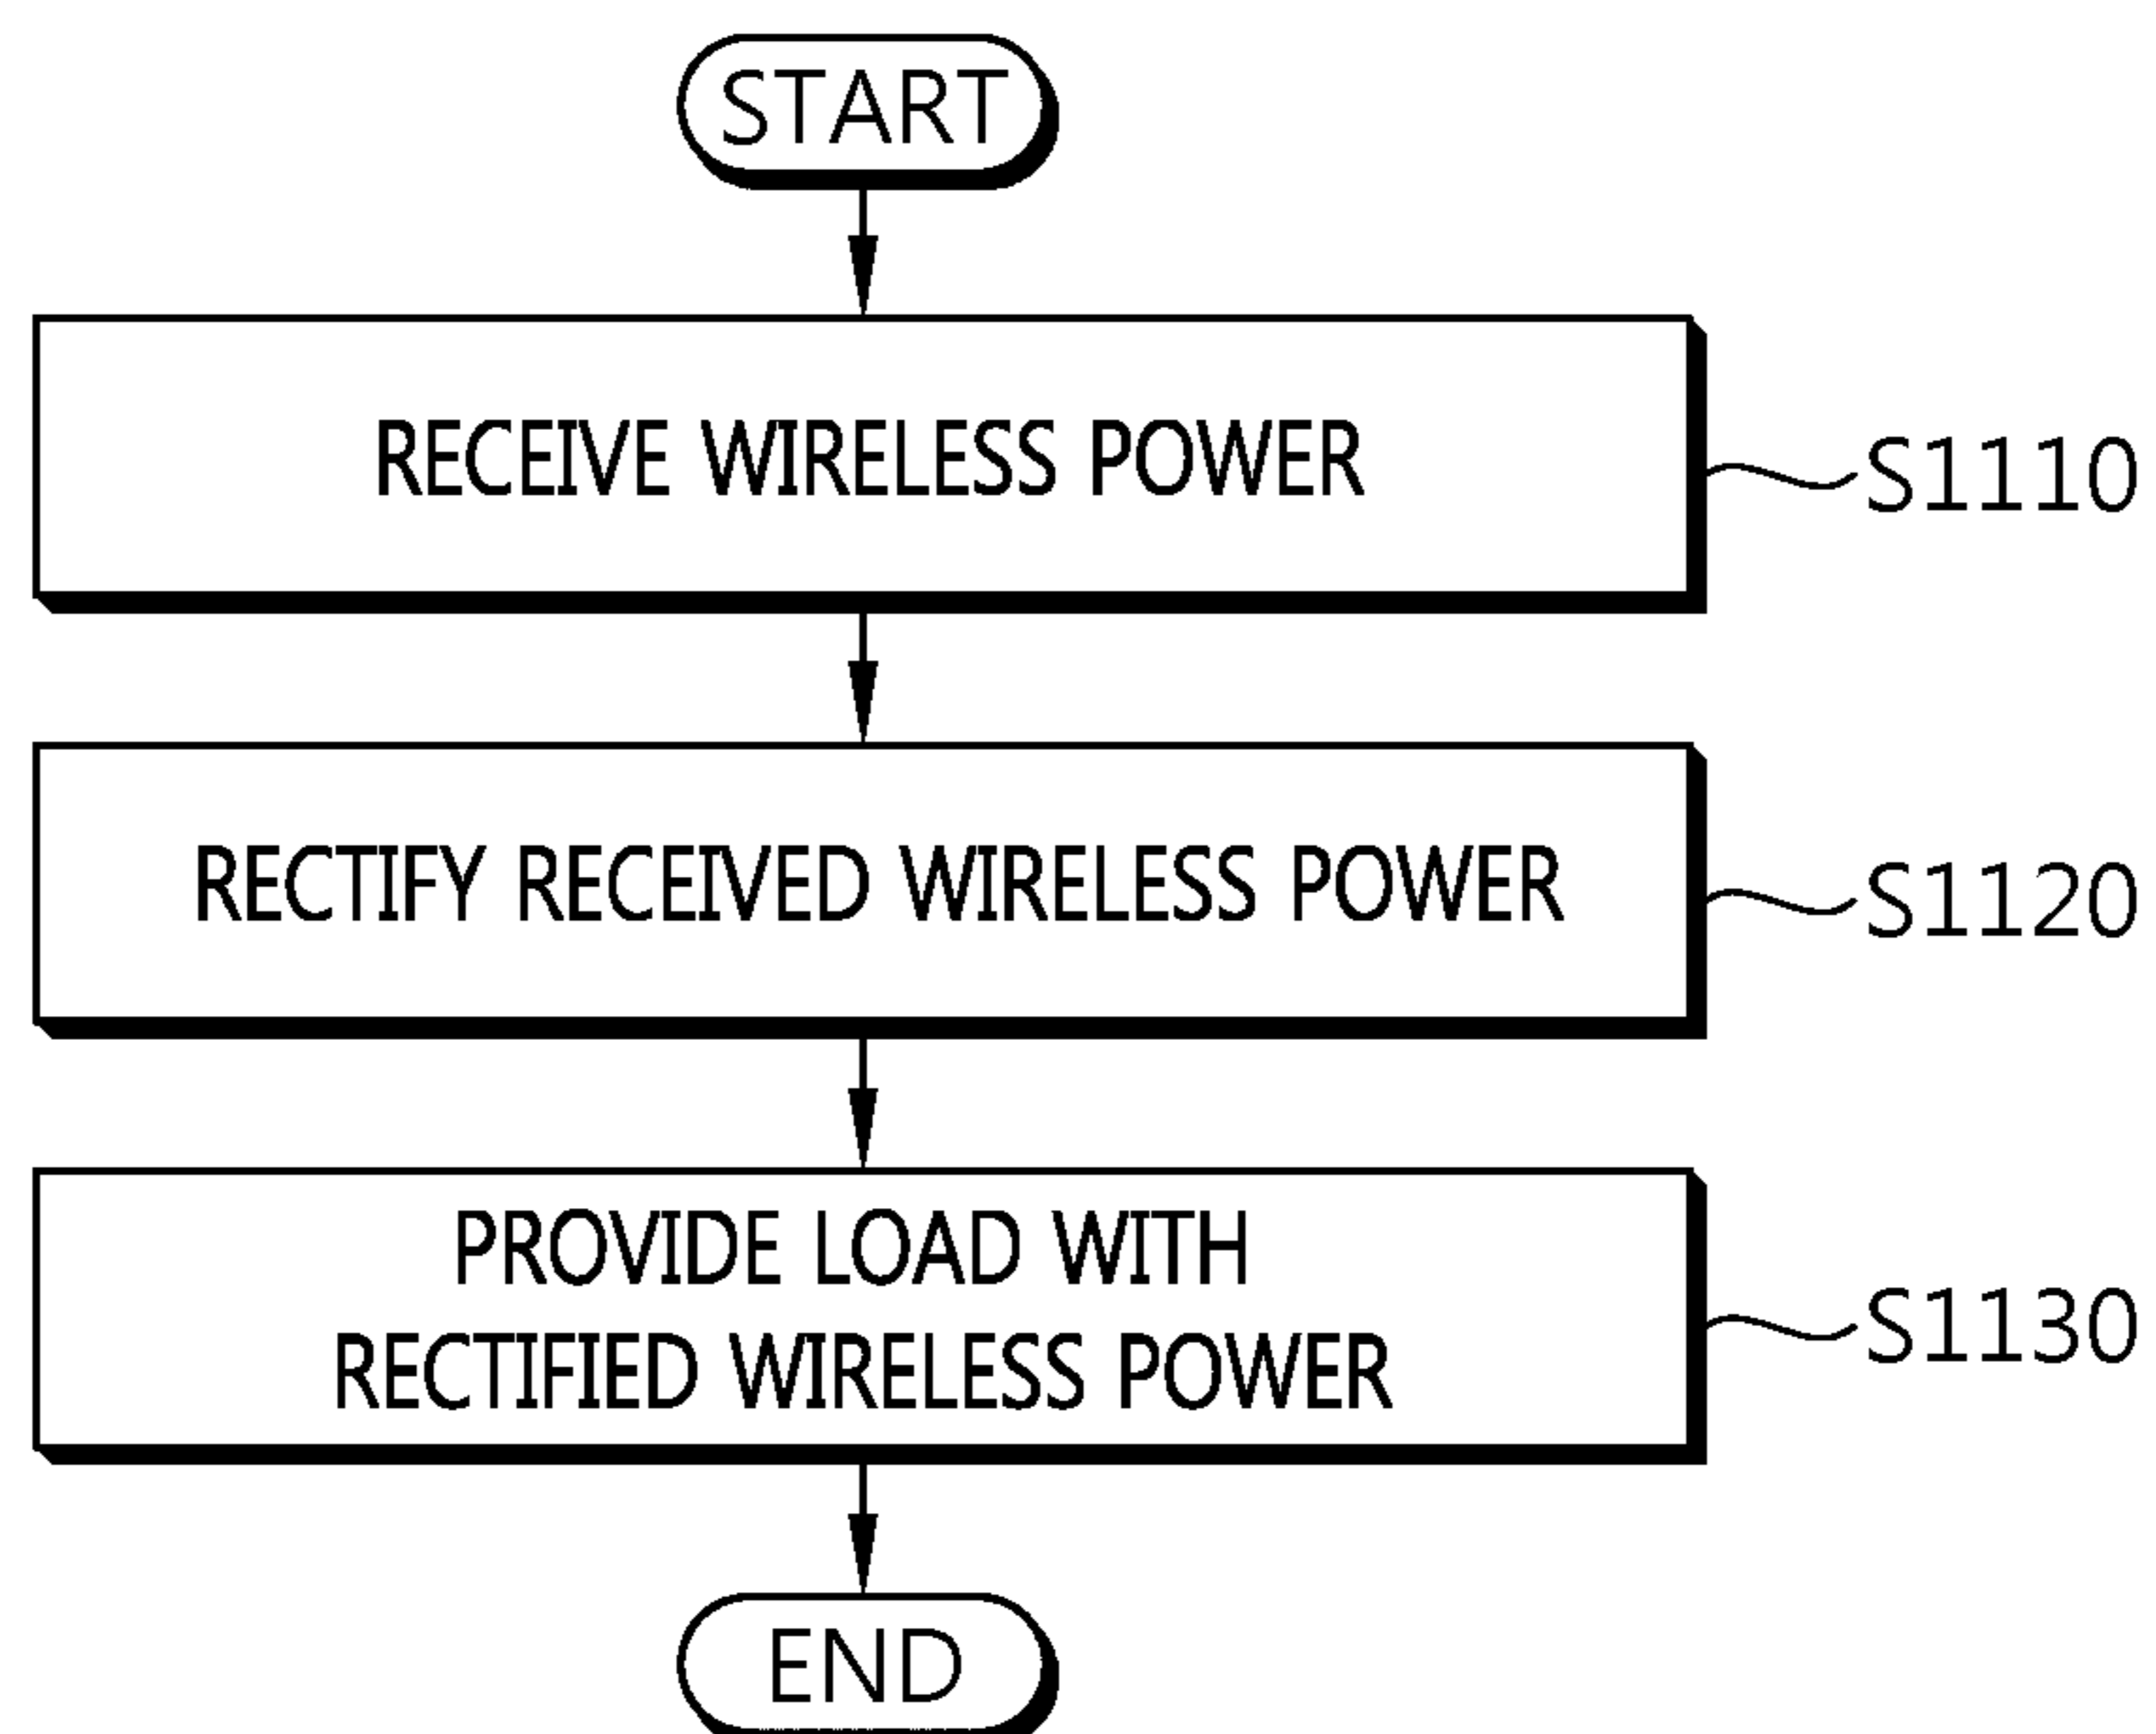 START
RECEIVE WIRELESS POWER
S1110
RECTIFY RECEIVED WIRELESS POWER
S1120
PROVIDE LOAD WITH
RECTIFIED WIRELESS POWER
S1130
END